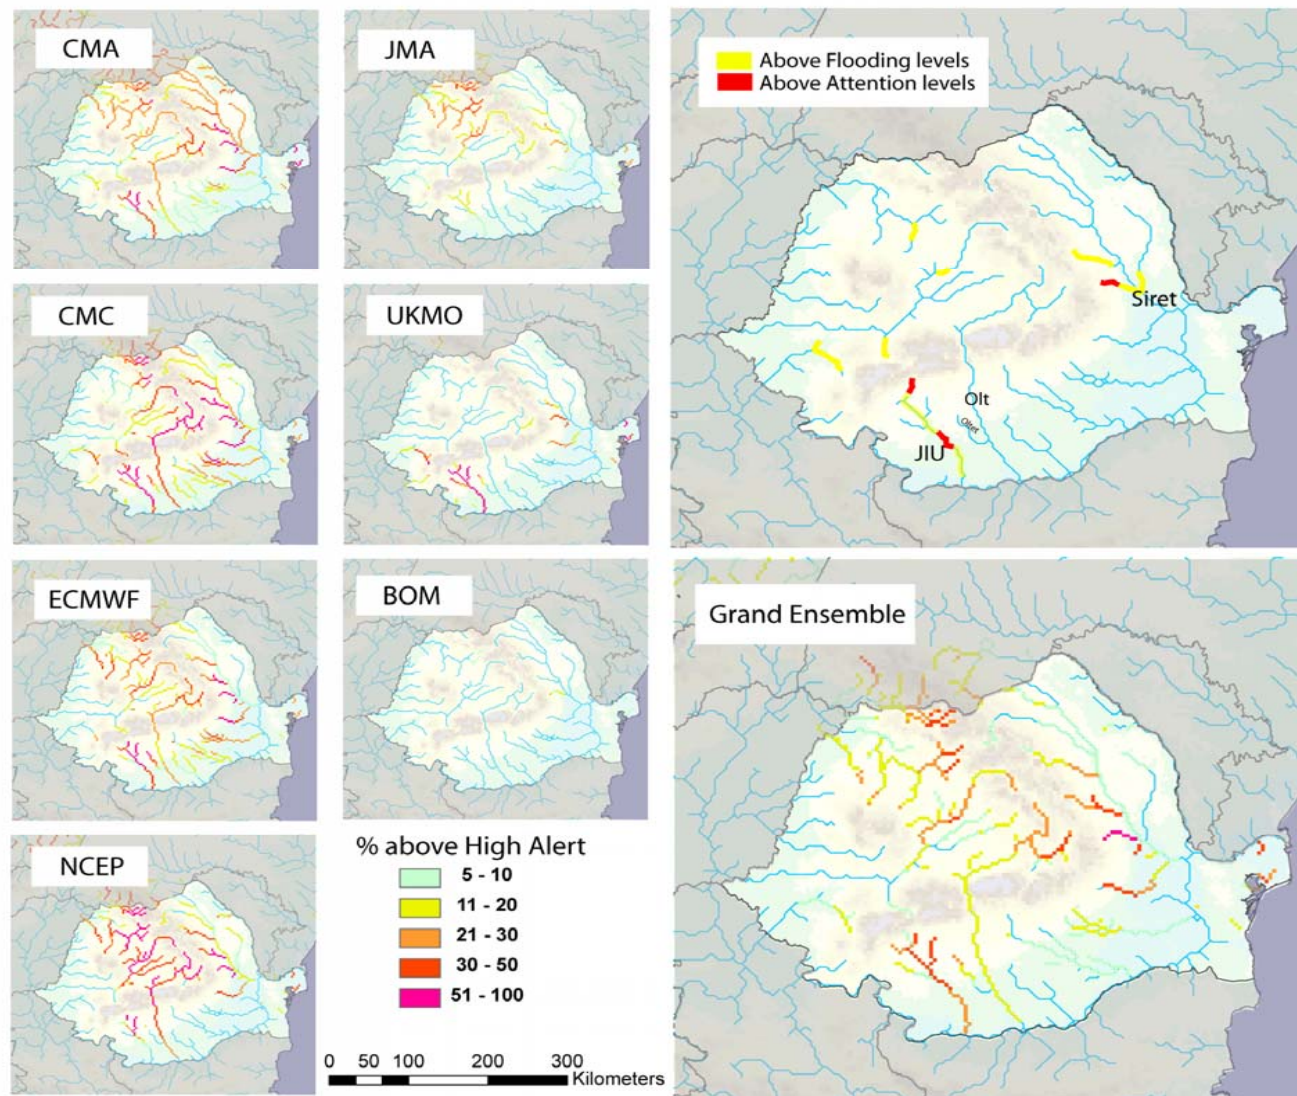 CMA
JMA
Above Flooding levels
Above Attention levels
Siret
Olt
Oltet
JIU
CMC
UKMO
ECMWF
BOM
Grand Ensemble
NCEP
% above High Alert
5 - 10
11 - 20
21 - 30
30 - 50
51 - 100
0 50 100 200 300
Kilometers